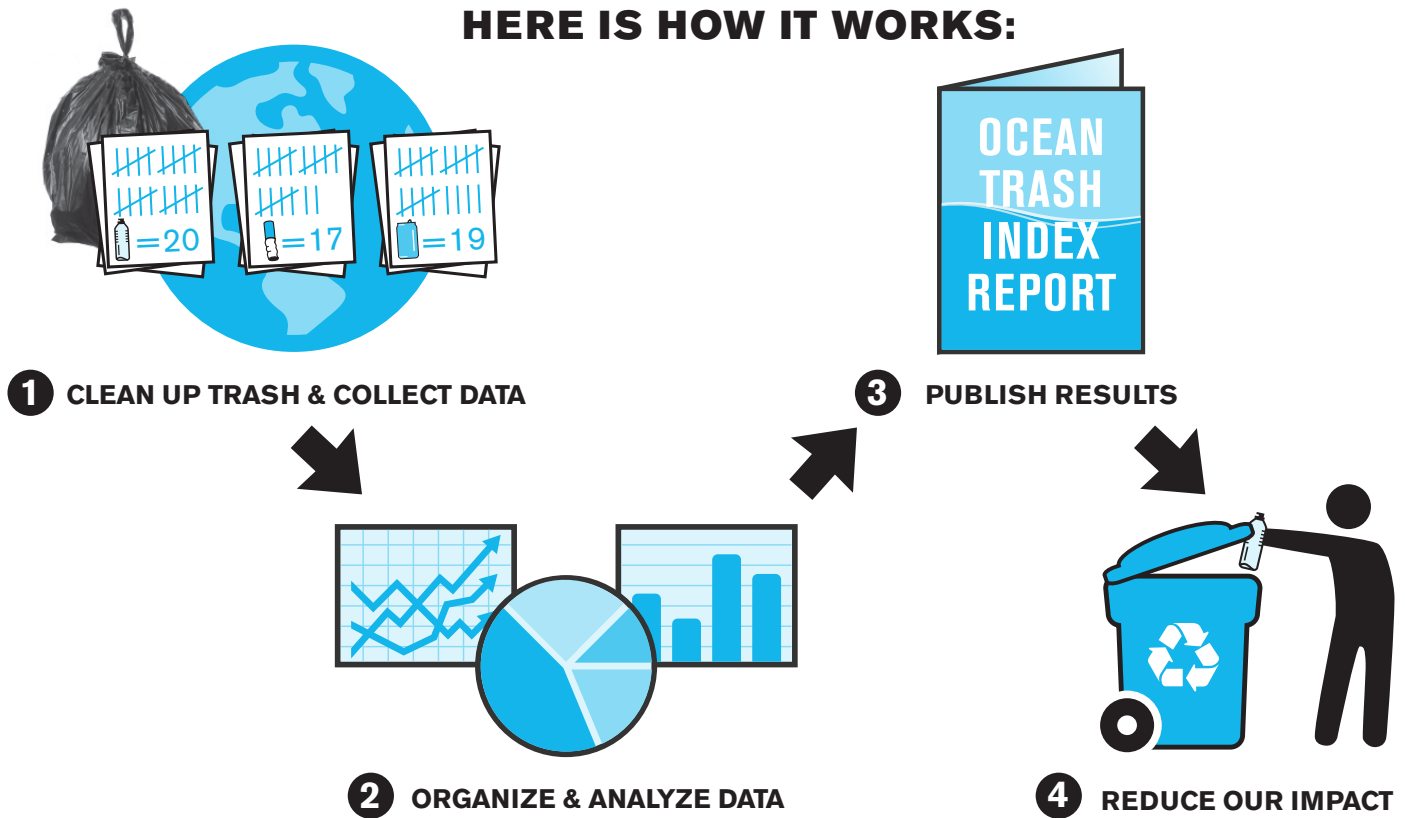 HERE IS HOW IT WORKS:
=20
=17
=19
1 CLEAN UP TRASH & COLLECT DATA
OCEAN
TRASH
INDEX
REPORT
3 PUBLISH RESULTS
2 ORGANIZE & ANALYZE DATA
4 REDUCE OUR IMPACT